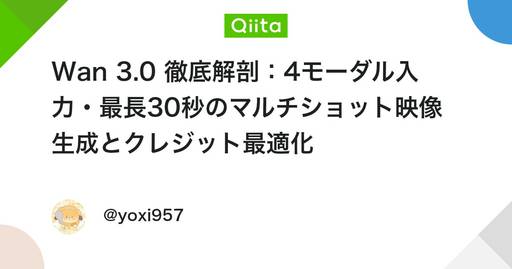 Qiita
Wan 3.0 徹底解剖：4モーダル入
力・最長30秒のマルチショット映像
生成とクレジット最適化
@yoxi957